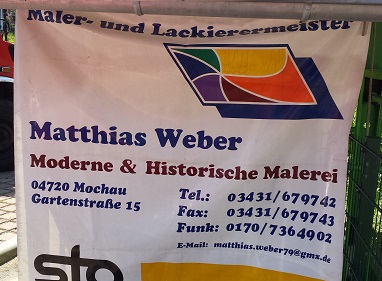 Maler- und Lackierermeister
Matthias Weber
Moderne & Historische Malerei
04720 Mochau
Gartenstraße 15
Tel.: 03431/679742
Fax: 03431/679743
Funk: 0170/7364902
E-Mail: matthias.weber79@gmx.de
sto